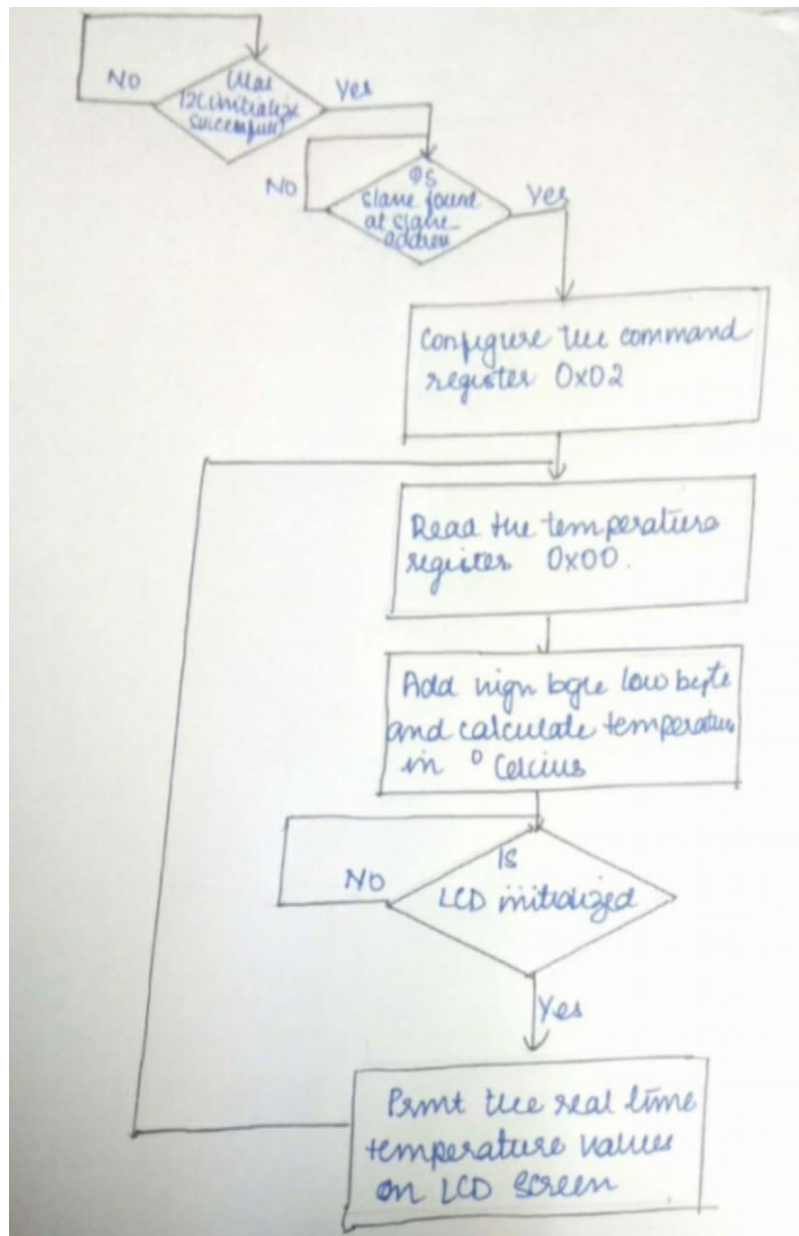 Was
I2C initialize
successful?
No
Yes
Is
slave found
at slave
address
No
Yes
Configure the command
register 0x02
Read the temperature
register 0x00.
Add high byte low byte
and calculate temperature
in ° Celcius
Is
LCD initialized
No
Yes
Print the real time
temperature values
on LCD screen